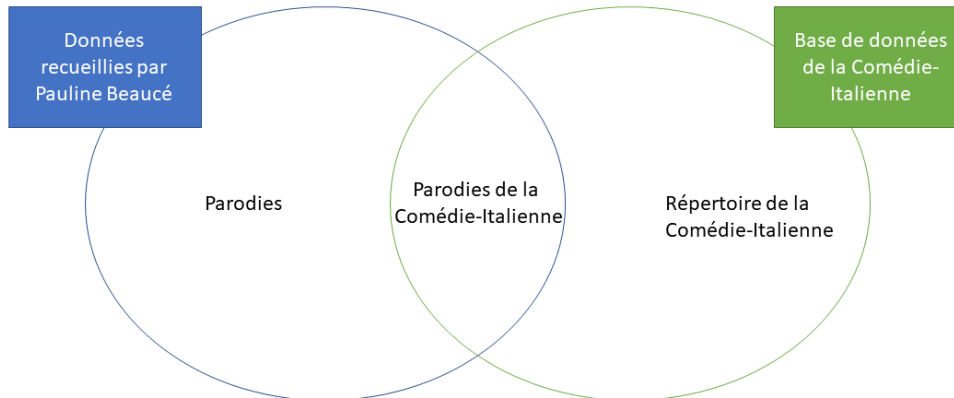 Données
recueillies par
Pauline Beaucé
Base de données
de la Comédie-
Italienne
Parodies
Parodies de la
Comédie-Italienne
Répertoire de la
Comédie-Italienne